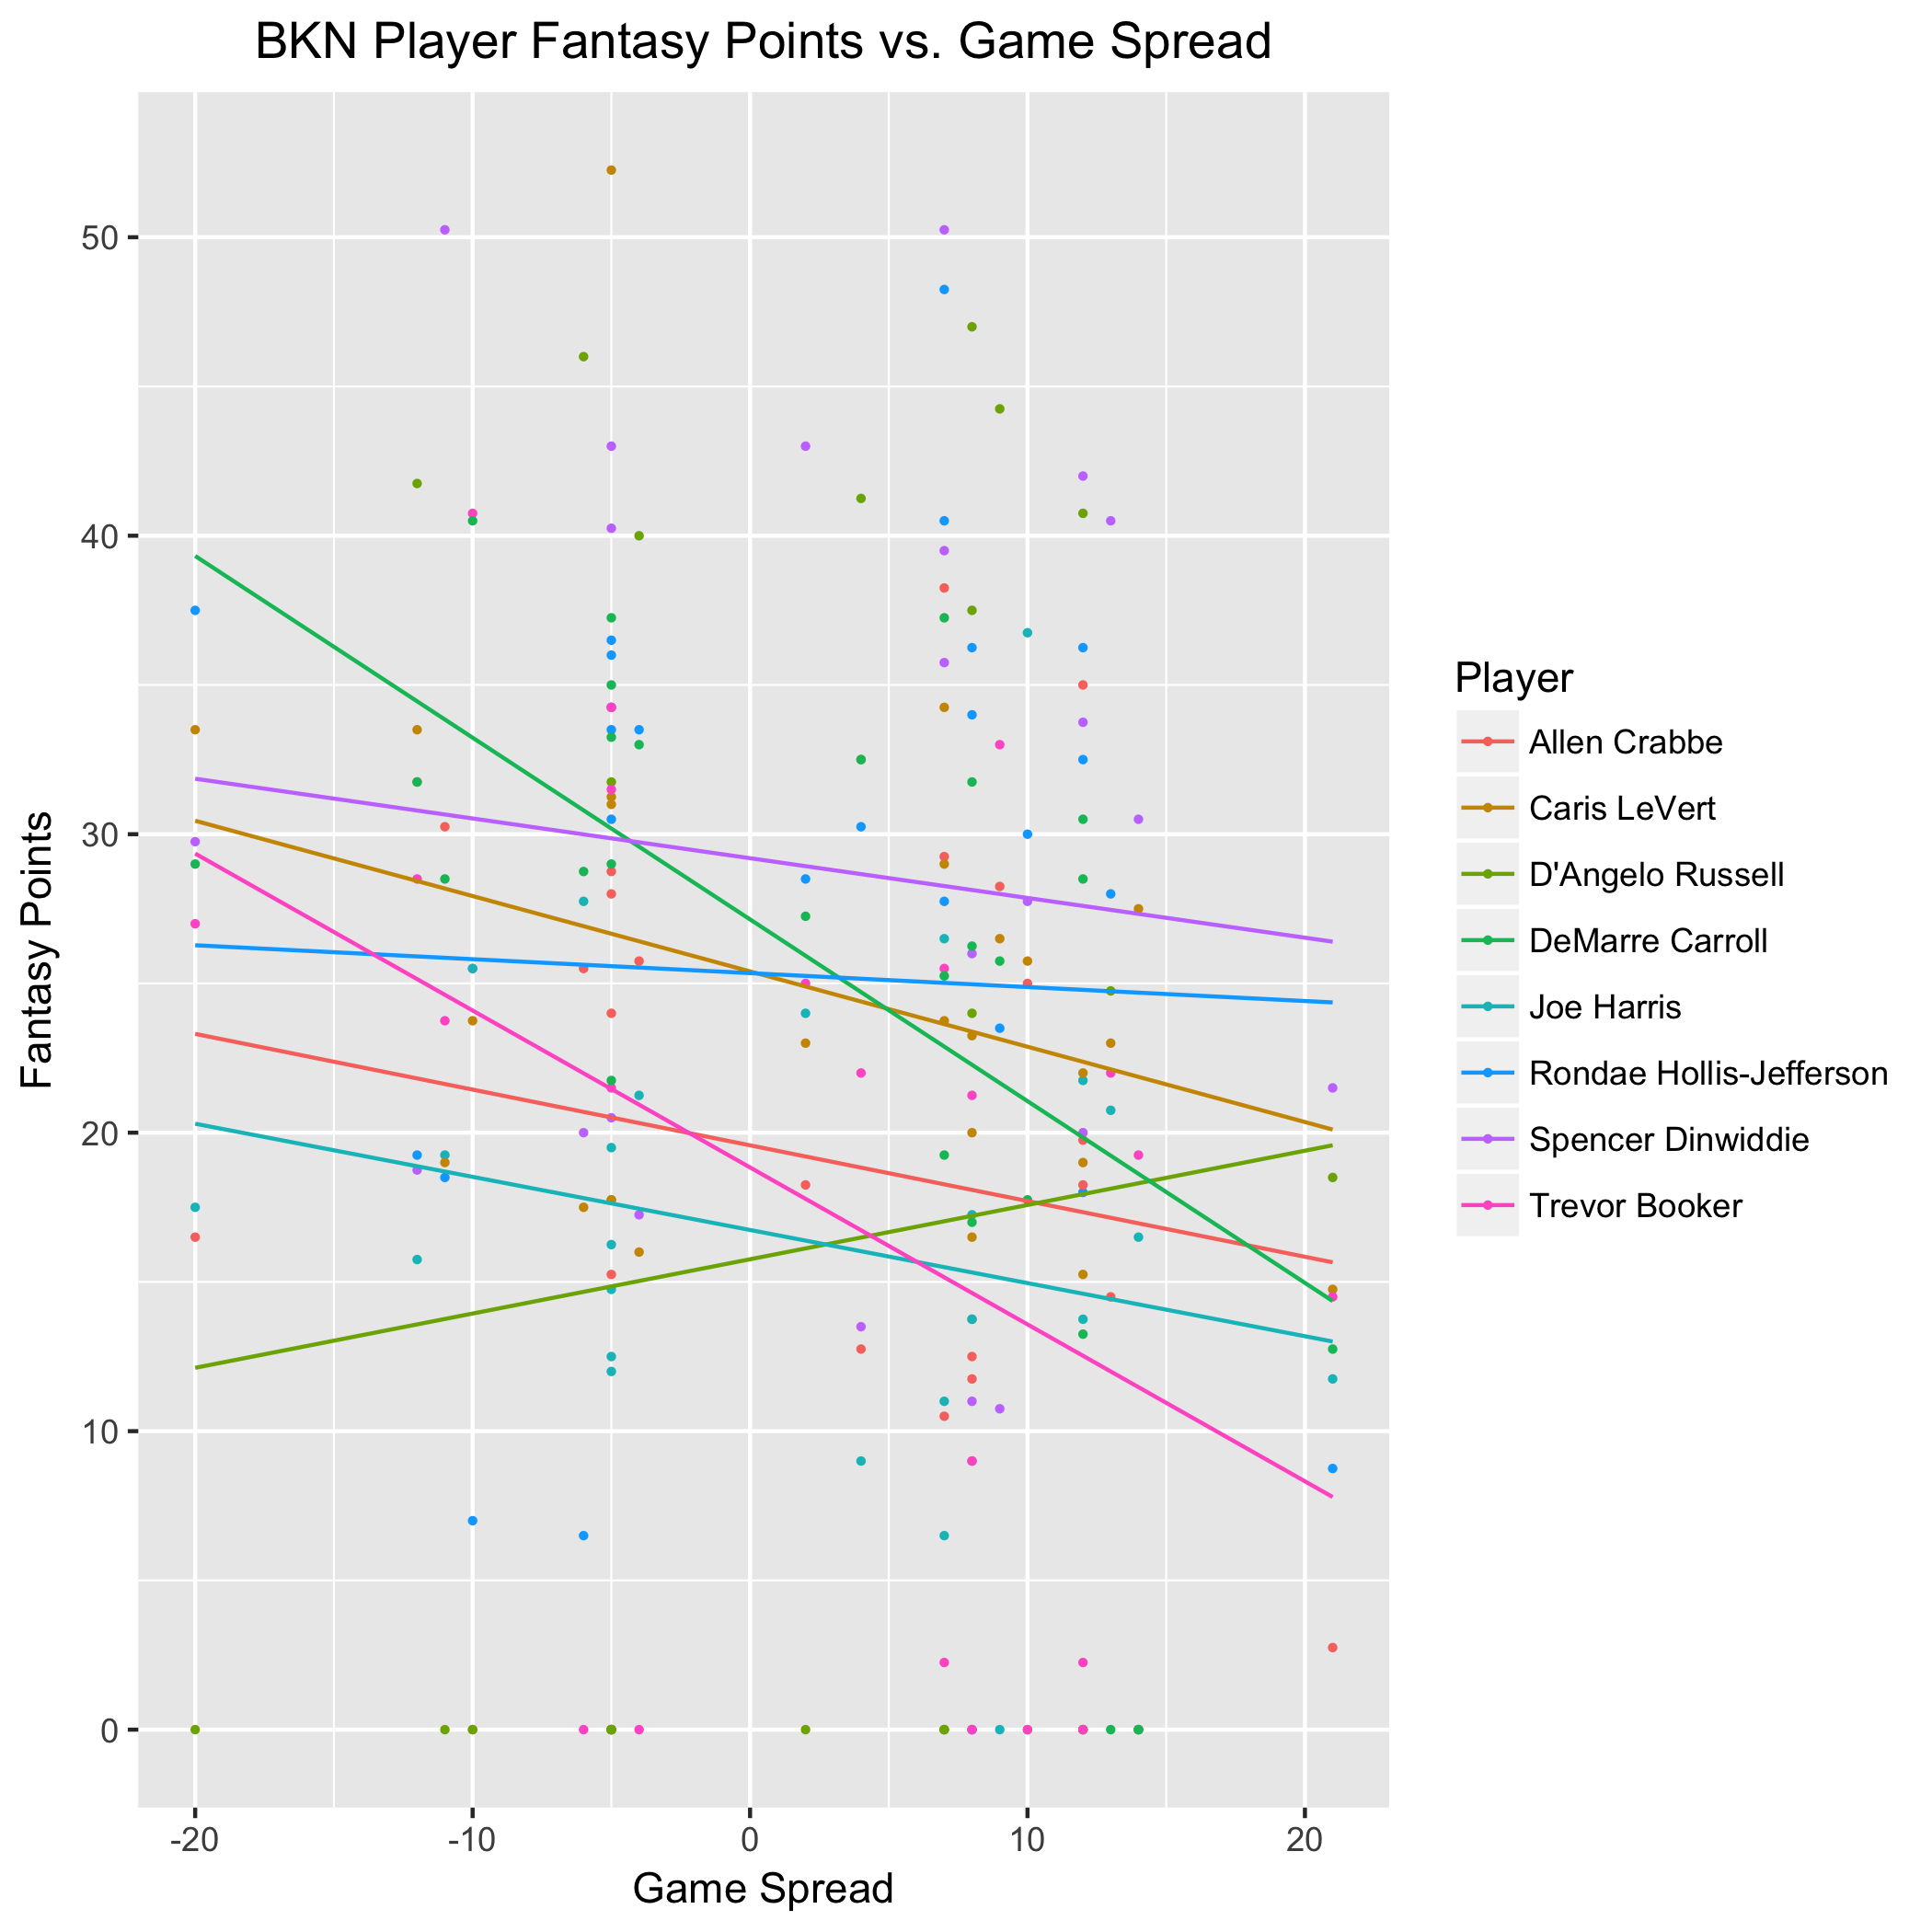 BKN Player Fantasy Points vs. Game Spread
Fantasy Points
50
40
30
20
10
0
-20
-10
0
10
20
Game Spread
Player
Allen Crabbe
Caris LeVert
D'Angelo Russell
DeMarre Carroll
Joe Harris
Rondae Hollis-Jefferson
Spencer Dinwiddie
Trevor Booker